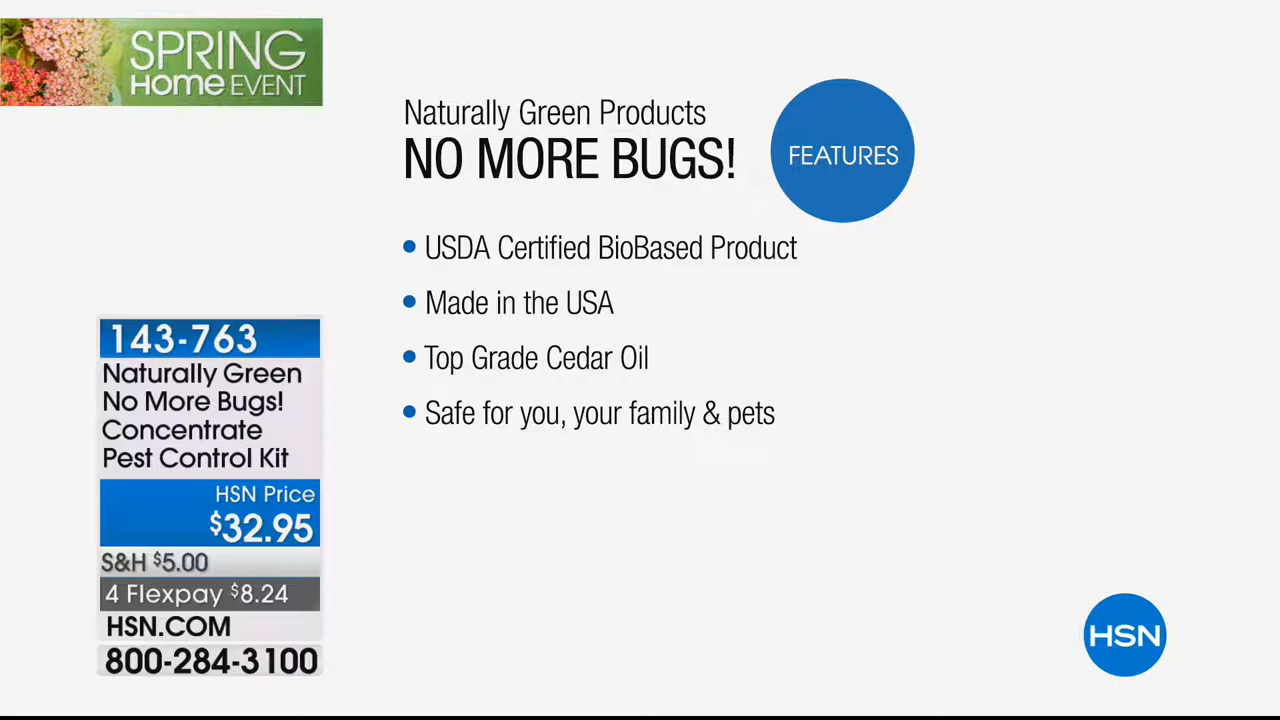 SPRING
Home EVENT
Naturally Green Products
NO MORE BUGS!
FEATURES
• USDA Certified BioBased Product
• Made in the USA
• Top Grade Cedar Oil
• Safe for you, your family & pets
143-763
Naturally Green
No More Bugs!
Concentrate
Pest Control Kit
HSN Price
$32.95
S&H $5.00
4 Flexpay $8.24
HSN.COM
800-284-3100
HSN